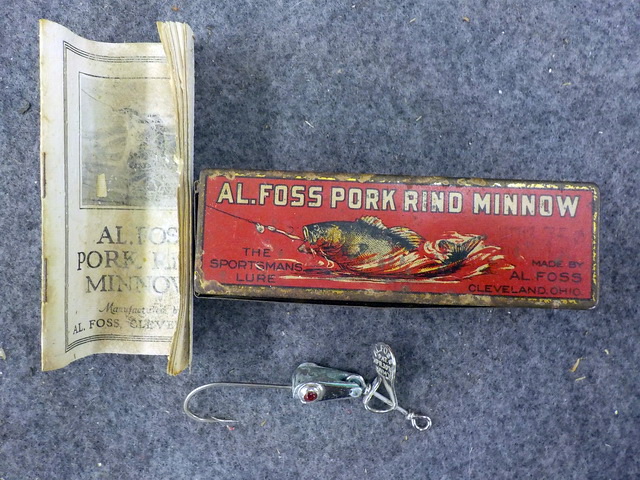 AL. FOS
PORK
MINNOW
Manufactured b
AL. FOSS, CLEVE
AL.FOSS PORK RIND MINNOW
THE
SPORTSMANS
LURE
MADE BY
AL FOSS
CLEVELAND, OHIO